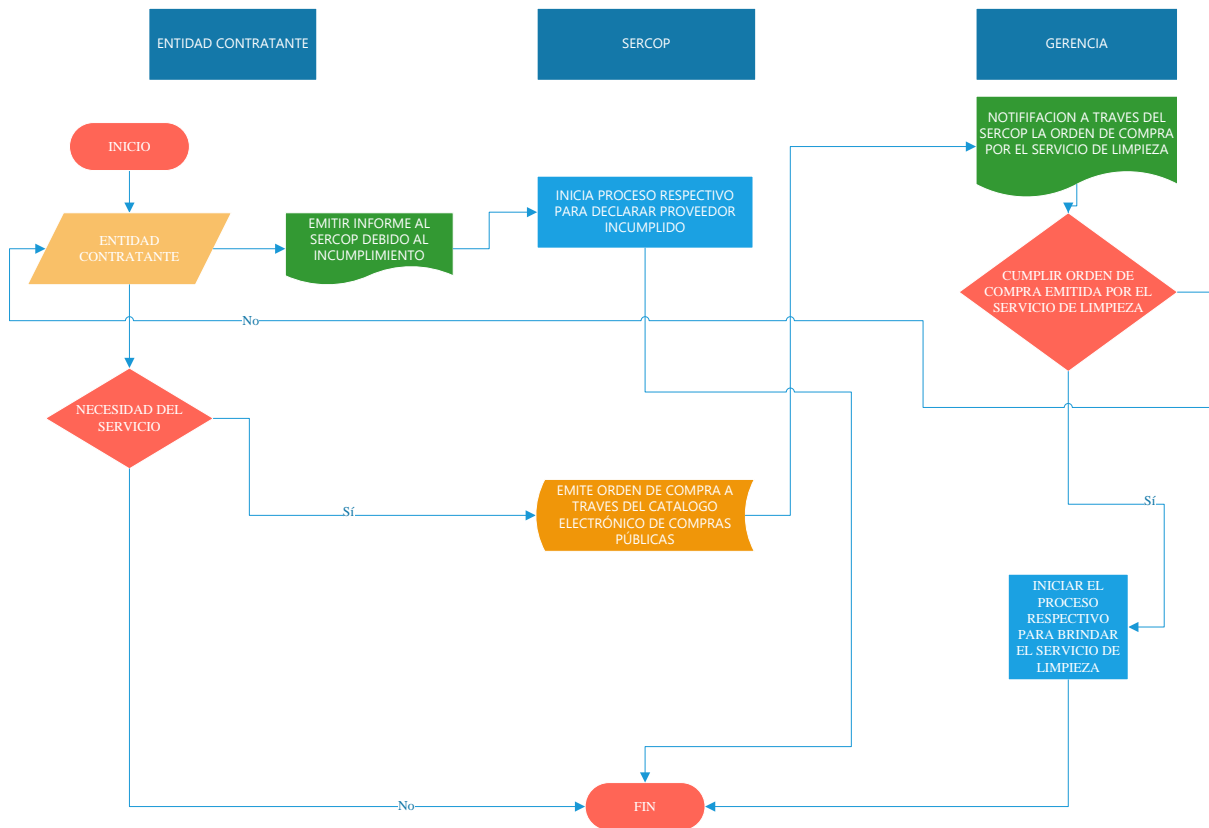 ENTIDAD CONTRATANTE
SERCOP
GERENCIA
NOTIFIFACION A TRAVES DEL
SERCOP LA ORDEN DE COMPRA
POR EL SERVICIO DE LIMPIEZA
INICIO
INICIA PROCESO RESPECTIVO
PARA DECLARAR PROVEEDOR
INCUMPLIDO
EMITIR INFORME AL
SERCOP DEBIDO AL
INCUMPLIMIENTO
ENTIDAD
CONTRATANTE
CUMPLIR ORDEN DE
COMPRA EMITIDA POR EL
SERVICIO DE LIMPIEZA
No
NECESIDAD DEL
SERVICIO
Sí
EMITE ORDEN DE COMPRA A
TRAVES DEL CATALOGO
ELECTRÓNICO DE COMPRAS
PÚBLICAS
Sí
INICIAR EL
PROCESO
RESPECTIVO
PARA BRINDAR
EL SERVICIO DE
LIMPIEZA
No
FIN